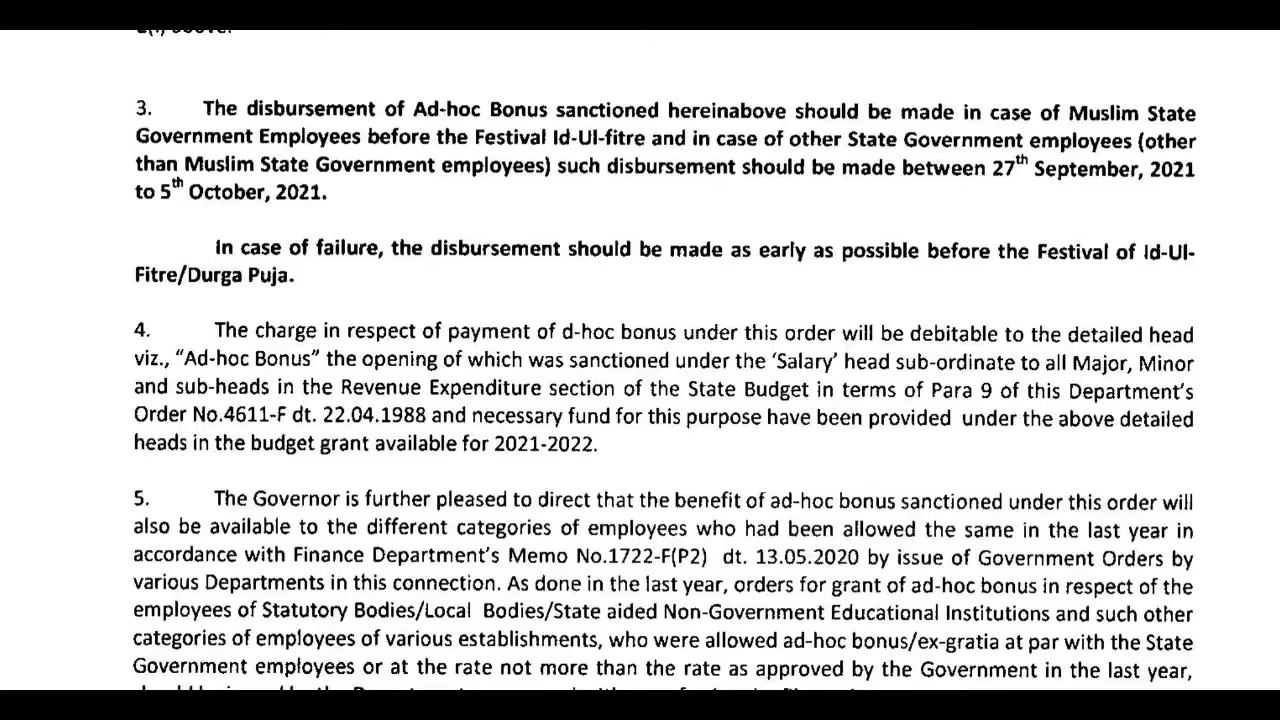 3. The disbursement of Ad-hoc Bonus sanctioned hereinabove should be made in case of Muslim State
Government Employees before the Festival Id-Ul-fitre and in case of other State Government employees (other
than Muslim State Government employees) such disbursement should be made between 27th September, 2021
to 5th October, 2021.
In case of failure, the disbursement should be made as early as possible before the Festival of Id-Ul-
Fitre/Durga Puja.
4. The charge in respect of payment of d-hoc bonus under this order will be debitable to the detailed head
viz., “Ad-hoc Bonus” the opening of which was sanctioned under the ‘Salary’ head sub-ordinate to all Major, Minor
and sub-heads in the Revenue Expenditure section of the State Budget in terms of Para 9 of this Department’s
Order No.4611-F dt. 22.04.1988 and necessary fund for this purpose have been provided under the above detailed
heads in the budget grant available for 2021-2022.
5. The Governor is further pleased to direct that the benefit of ad-hoc bonus sanctioned under this order will
also be available to the different categories of employees who had been allowed the same in the last year in
accordance with Finance Department’s Memo No.1722-F(P2) dt. 13.05.2020 by issue of Government Orders by
various Departments in this connection. As done in the last year, orders for grant of ad-hoc bonus in respect of the
employees of Statutory Bodies/Local Bodies/State aided Non-Government Educational Institutions and such other
categories of employees of various establishments, who were allowed ad-hoc bonus/ex-gratia at par with the State
Government employees or at the rate not more than the rate as approved by the Government in the last year,